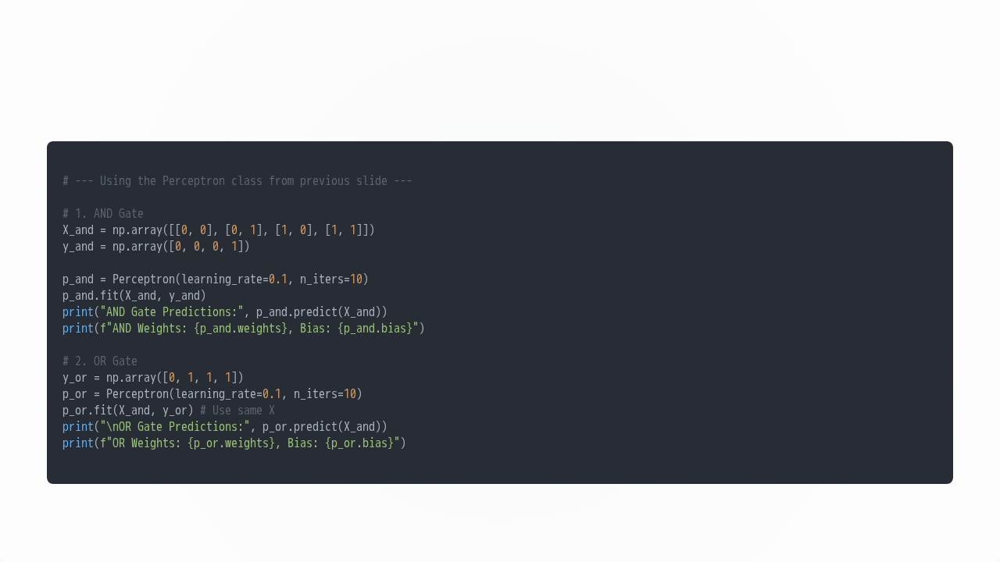 # --- Using the Perceptron class from previous slide ---
# 1. AND Gate
X_and = np.array([[0, 0], [0, 1], [1, 0], [1, 1]])
y_and = np.array([0, 0, 0, 1])
p_and = Perceptron(learning_rate=0.1, n_iters=10)
p_and.fit(X_and, y_and)
print("AND Gate Predictions:", p_and.predict(X_and))
print(f"AND Weights: {p_and.weights}, Bias: {p_and.bias}")
# 2. OR Gate
y_or = np.array([0, 1, 1, 1])
p_or = Perceptron(learning_rate=0.1, n_iters=10)
p_or.fit(X_and, y_or) # Use same X
print("\nOR Gate Predictions:", p_or.predict(X_and))
print(f"OR Weights: {p_or.weights}, Bias: {p_or.bias}")